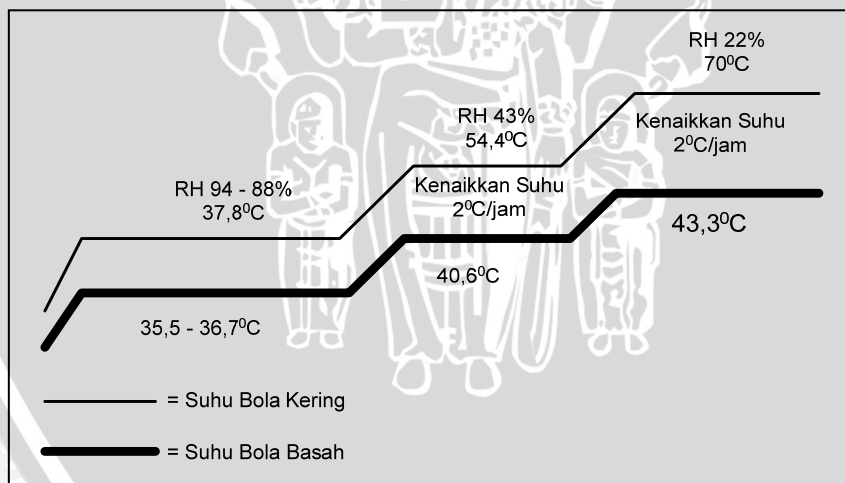 RH 22%
70⁰C
Kenaikkan Suhu
2⁰C/jam
RH 43%
54,4⁰C
Kenaikkan Suhu
2⁰C/jam
RH 94 - 88%
37,8⁰C
43,3⁰C
40,6⁰C
35,5 - 36,7⁰C
= Suhu Bola Kering
= Suhu Bola Basah